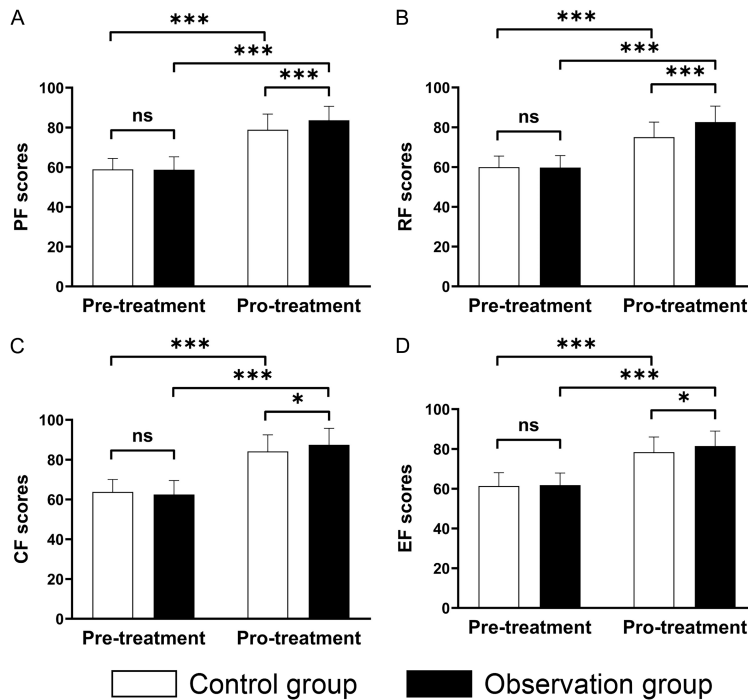 A
***
***
***
ns
PF scores
100
80
60
40
20
0
Pre-treatment Pro-treatment
B
***
***
***
ns
RF scores
100
80
60
40
20
0
Pre-treatment Pro-treatment
C
***
***
*
ns
CF scores
100
80
60
40
20
0
Pre-treatment Pro-treatment
D
***
***
*
ns
EF scores
100
80
60
40
20
0
Pre-treatment Pro-treatment
Control group Observation group